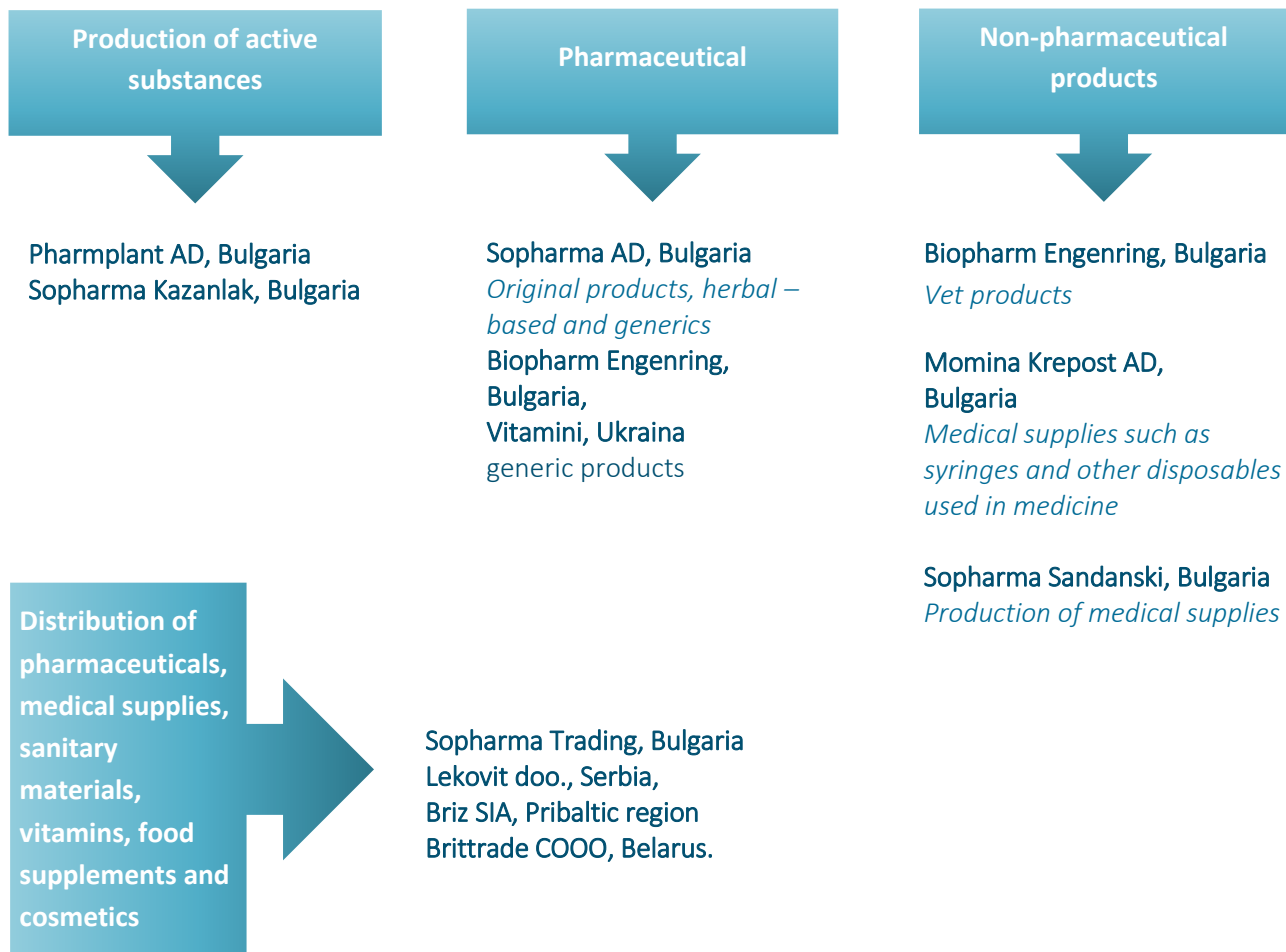 Production of active
substances
Pharmaceutical
Non-pharmaceutical
products
Pharmplant AD, Bulgaria
Sopharma Kazanlak, Bulgaria
Sopharma AD, Bulgaria
Original products, herbal –
based and generics
Biopharm Engenring,
Bulgaria,
Vitamini, Ukraina
generic products
Biopharm Engenring, Bulgaria
Vet products
Momina Krepost AD,
Bulgaria
Medical supplies such as
syringes and other disposables
used in medicine
Sopharma Sandanski, Bulgaria
Production of medical supplies
Distribution of
pharmaceuticals,
medical supplies,
sanitary
materials,
vitamins, food
supplements and
cosmetics
Sopharma Trading, Bulgaria
Lekovit doo., Serbia,
Briz SIA, Pribaltic region
Brittrade COOO, Belarus.